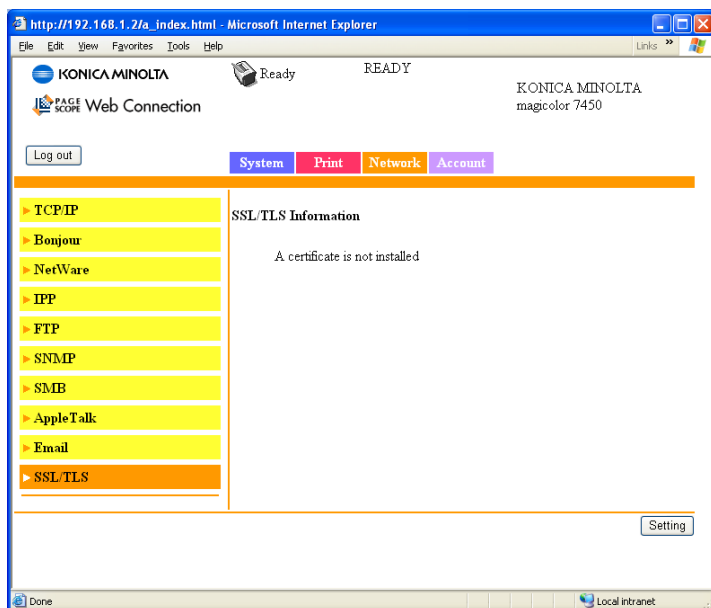 http://192.168.1.2/a_index.html - Microsoft Internet Explorer
File Edit View Favorites Tools Help Links »
KONICA MINOLTA
Ready
READY
KONICA MINOLTA
magicolor 7450
PAGE SCOPE Web Connection
Log out
System Print Network Account
TCP/IP
Bonjour
NetWare
IPP
FTP
SNMP
SMB
AppleTalk
Email
SSL/TLS
SSL/TLS Information
A certificate is not installed
Setting
Done Local intranet